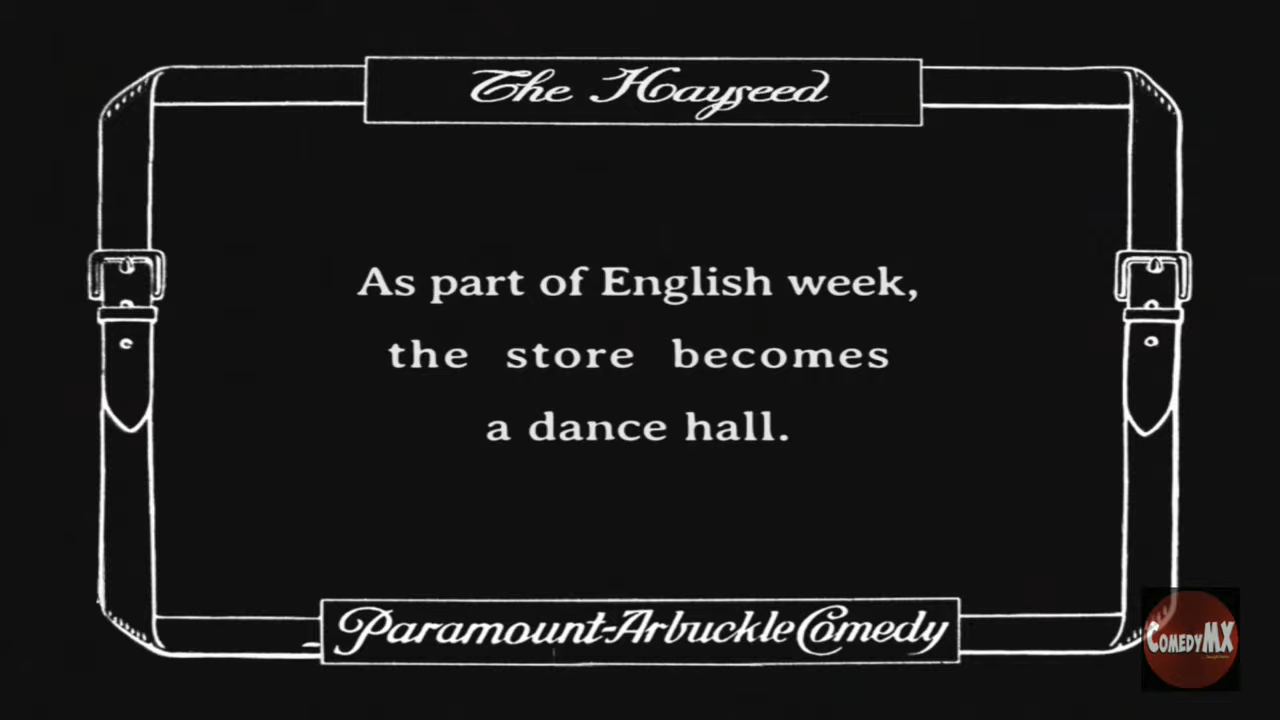 The Hayseed
As part of English week,
the store becomes
a dance hall.
Paramount-Arbuckle Comedy
COMEDYMX